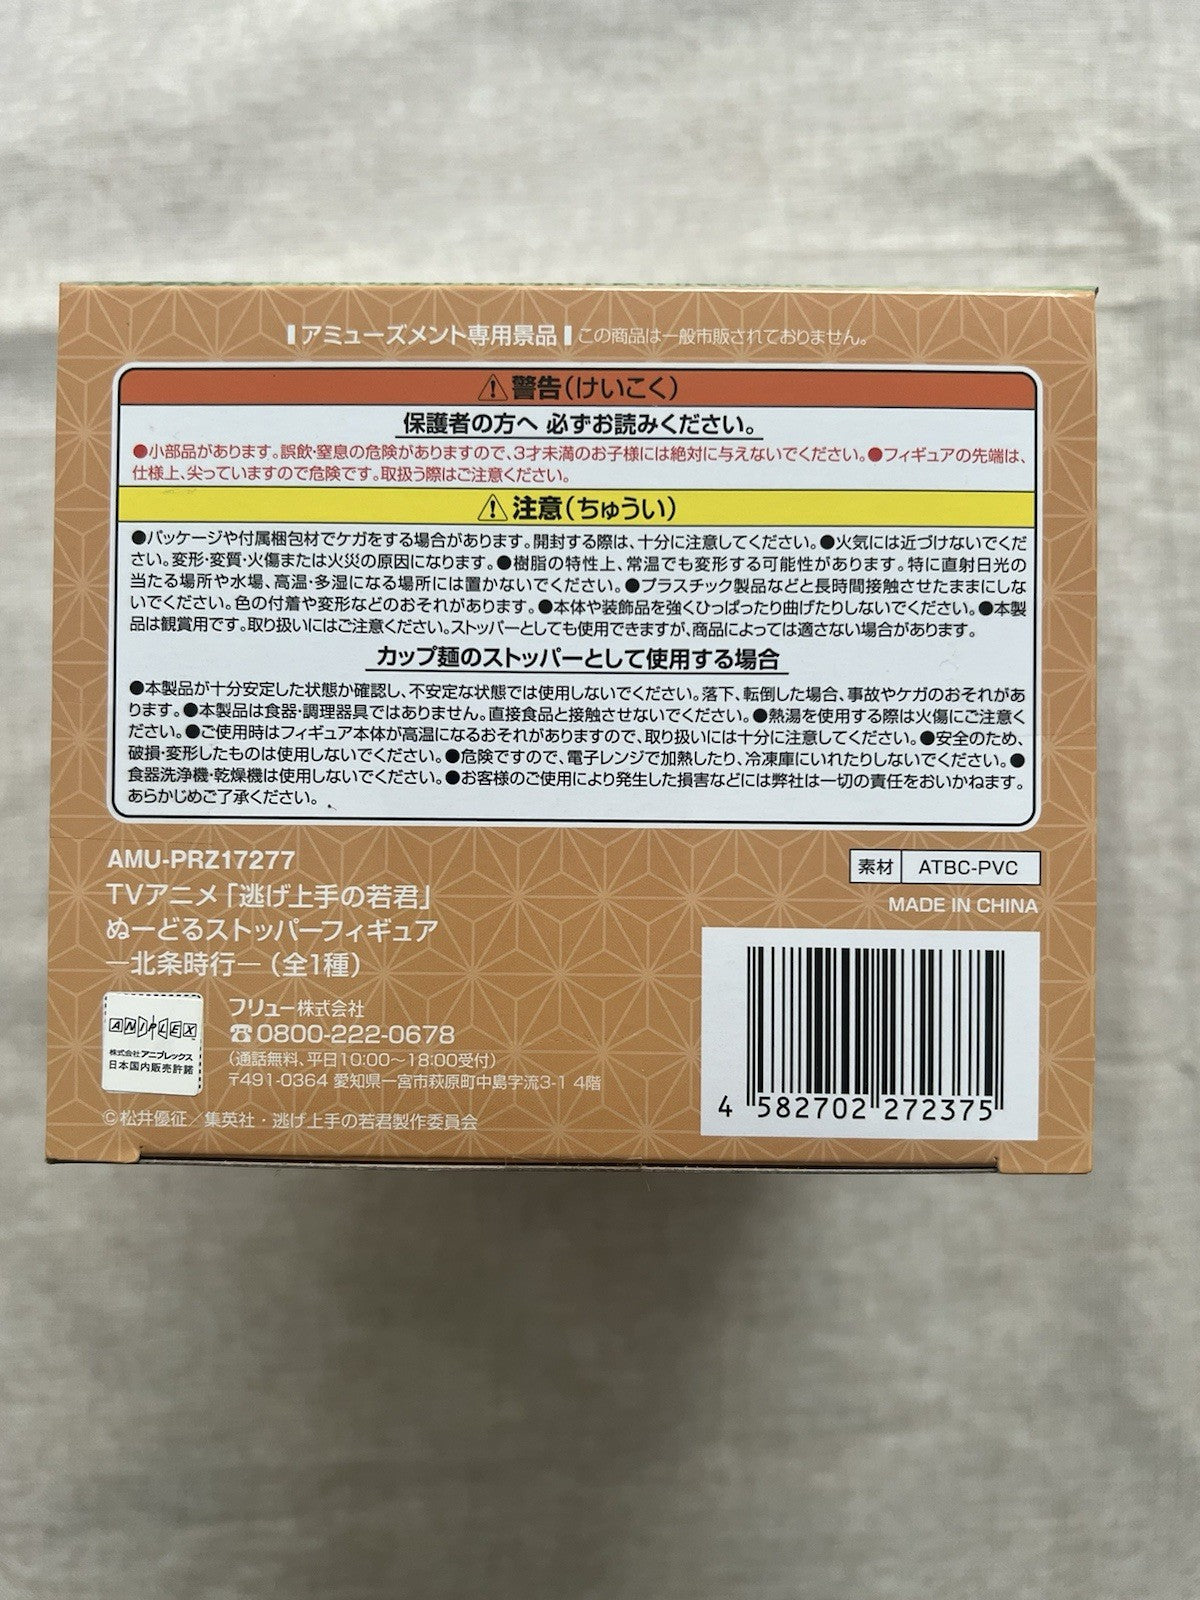 アミューズメント専用景品 この商品は一般市販されておりません。
⚠警告(けいこく)
保護者の方へ 必ずお読みください。
●小部品があります。誤飲・窒息の危険がありますので、3才未満のお子様には絶対に与えないでください。●フィギュアの先端は、
仕様上、尖っていますので危険です。取扱う際はご注意ください。
⚠注意(ちゅうい)
●パッケージや付属梱包材でケガをする場合があります。開封する際は、十分に注意してください。●火気には近づけないでくだ
さい。変形・変質・火傷または火災の原因になります。●樹脂の特性上、常温でも変形する可能性があります。特に直射日光の
当たる場所や水場、高温・多湿になる場所には置かないでください。●プラスチック製品などと長時間接触させたままにしな
いでください。色の付着や変形などのおそれがあります。●本体や装飾品を強くひっぱったり曲げたりしないでください。●本製
品は観賞用です。取り扱いにはご注意ください。ストッパーとしても使用できますが、商品によっては適さない場合があります。
カップ麺のストッパーとして使用する場合
●本製品が十分安定した状態か確認し、不安定な状態では使用しないでください。落下、転倒した場合、事故やケガのおそれがあ
ります。●本製品は食器・調理器具ではありません。直接食品と接触させないでください。●熱湯を使用する際は火傷にご注意く
ださい。●ご使用時はフィギュア本体が高温になるおそれがありますので、取り扱いには十分に注意してください。●安全のため、
破損・変形したものは使用しないでください。●危険ですので、電子レンジで加熱したり、冷凍庫にいれたりしないでください。●
食器洗浄機・乾燥機は使用しないでください。●お客様のご使用により発生した損害などには弊社は一切の責任をおいかねます。
あらかじめご了承ください。
AMU-PRZ17277
素材 ATBC-PVC
TVアニメ「逃げ上手の若君」
MADE IN CHINA
ぬーどるストッパーフィギュア
―北条時行―(全1種)
ANIPLEX
株式会社アニプレックス
日本国内販売許諾
フリュー株式会社
☎0800-222-0678
(通話無料、平日10:00〜18:00受付)
〒491-0364 愛知県一宮市萩原町中島字流3-1 4階
©松井優征/集英社・逃げ上手の若君製作委員会
4 582702 272375